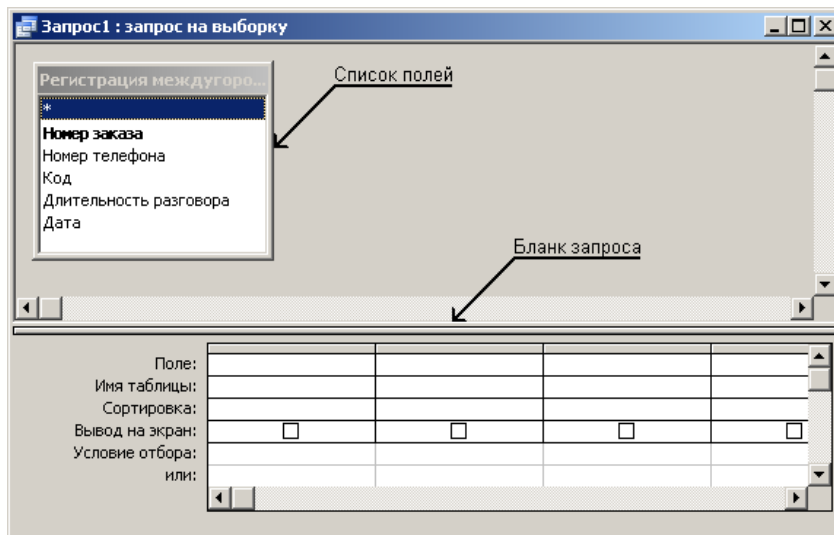 Запрос1 : запрос на выборку
Регистрация междугоро...
Список полей
*
Номер заказа
Номер телефона
Код
Длительность разговора
Дата
Бланк запроса
Поле:
Имя таблицы:
Сортировка:
Вывод на экран:
Условие отбора:
или: